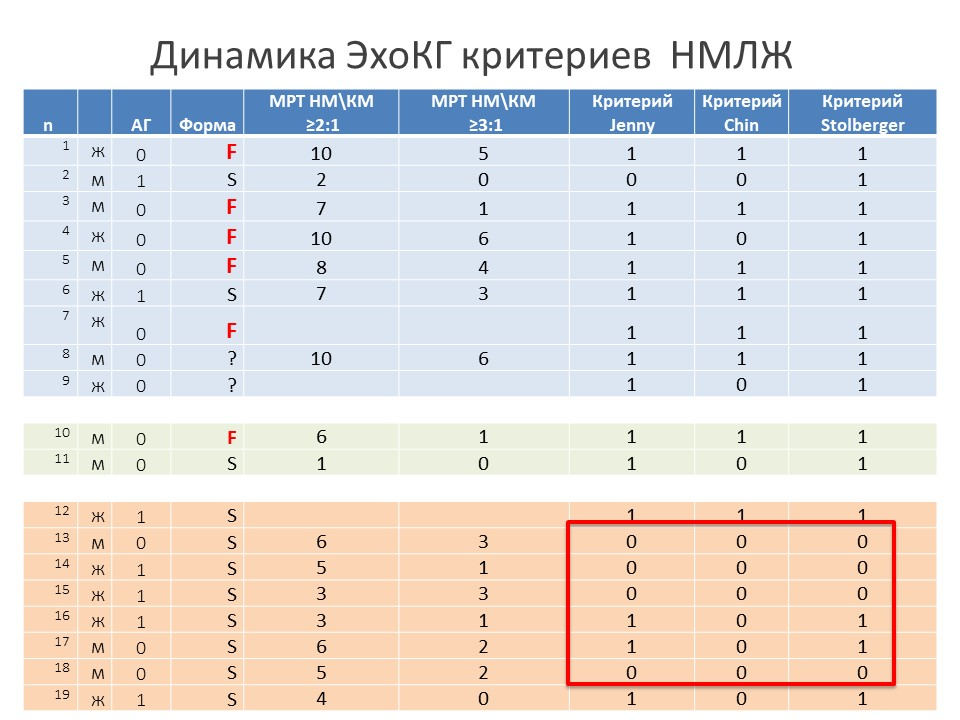 Динамика ЭхоКГ критериев НМЛЖ
n АГ Форма МРТ НМ\КМ ≥2:1 МРТ НМ\КМ ≥3:1 Критерий Jenny Критерий Chin Критерий Stolberger
1 ж 0 F 10 5 1 1 1
2 м 1 S 2 0 0 0 1
3 м 0 F 7 1 1 1 1
4 ж 0 F 10 6 1 0 1
5 м 0 F 8 4 1 1 1
6 ж 1 S 7 3 1 1 1
7 ж 0 F 1 1 1
8 м 0 ? 10 6 1 1 1
9 ж 0 ? 1 0 1
10 м 0 F 6 1 1 1 1
11 м 0 S 1 0 1 0 1
12 ж 1 S 1 1 1
13 м 0 S 6 3 0 0 0
14 ж 1 S 5 1 0 0 0
15 ж 1 S 3 3 0 0 0
16 ж 1 S 3 1 1 0 1
17 м 0 S 6 2 1 0 1
18 м 0 S 5 2 0 0 0
19 ж 1 S 4 0 1 0 1